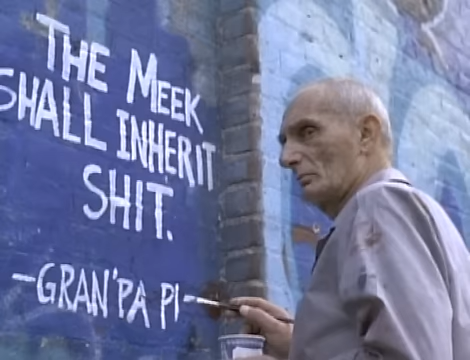 THE MEEK
SHALL INHERIT
SHIT.
-GRAN'PA PI-